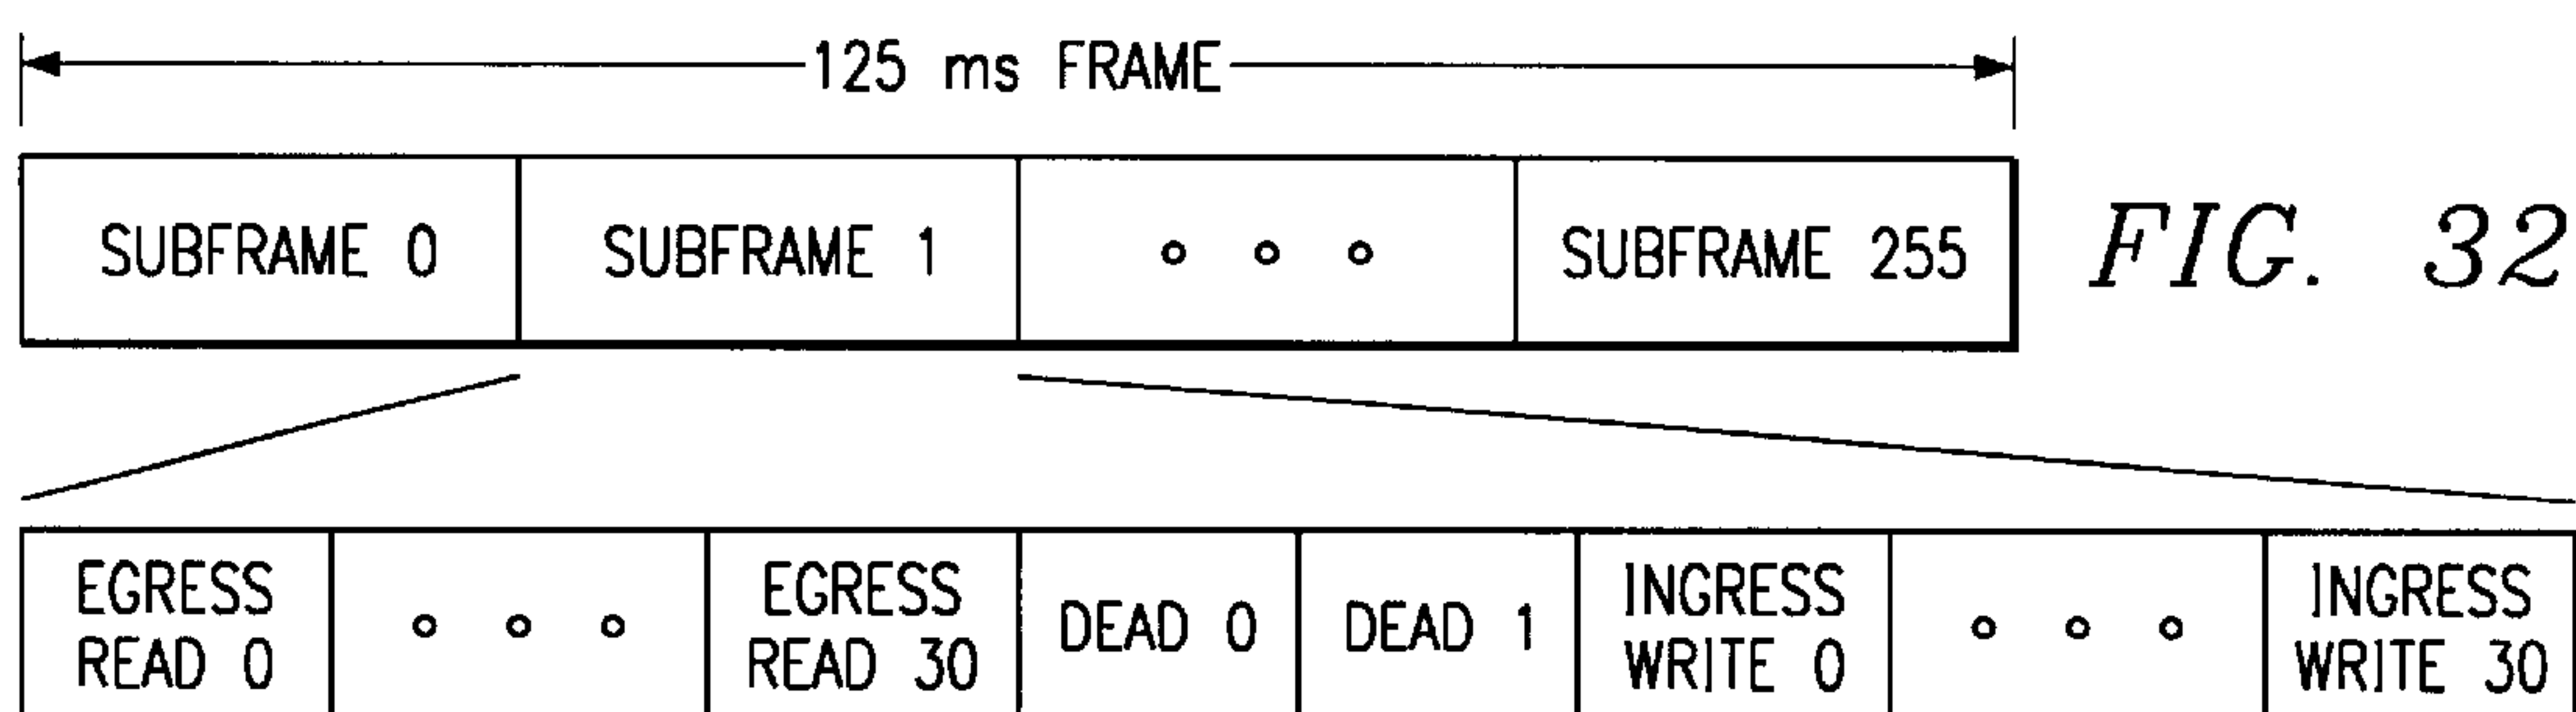 125 ms FRAME
SUBFRAME 0
SUBFRAME 1
SUBFRAME 255
FIG. 32
EGRESS
READ 0
EGRESS
READ 30
DEAD 0
DEAD 1
INGRESS
WRITE 0
INGRESS
WRITE 30